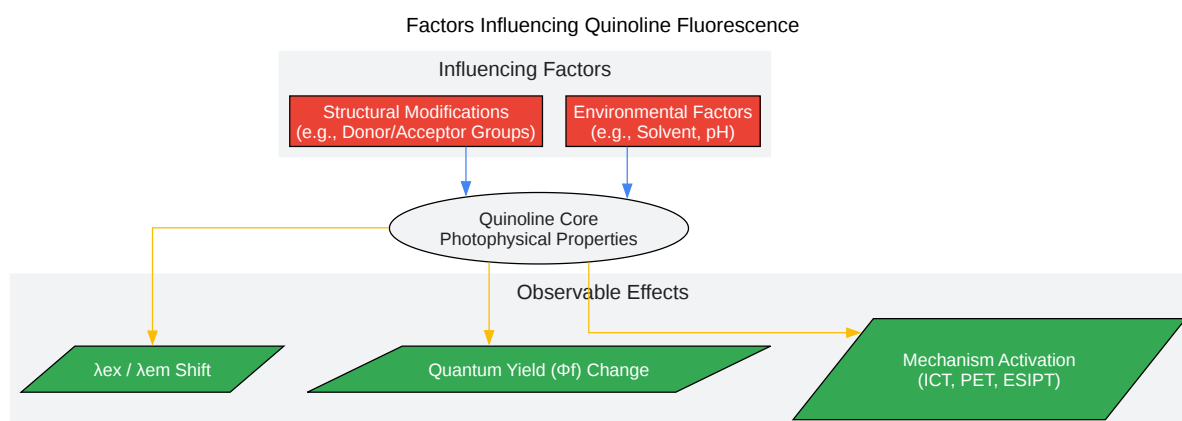 Factors Influencing Quinoline Fluorescence
Influencing Factors
Structural Modifications
(e.g., Donor/Acceptor Groups)
Environmental Factors
(e.g., Solvent, pH)
Quinoline Core
Photophysical Properties
Observable Effects
λex / λem Shift
Quantum Yield (Φf) Change
Mechanism Activation
(ICT, PET, ESIPT)